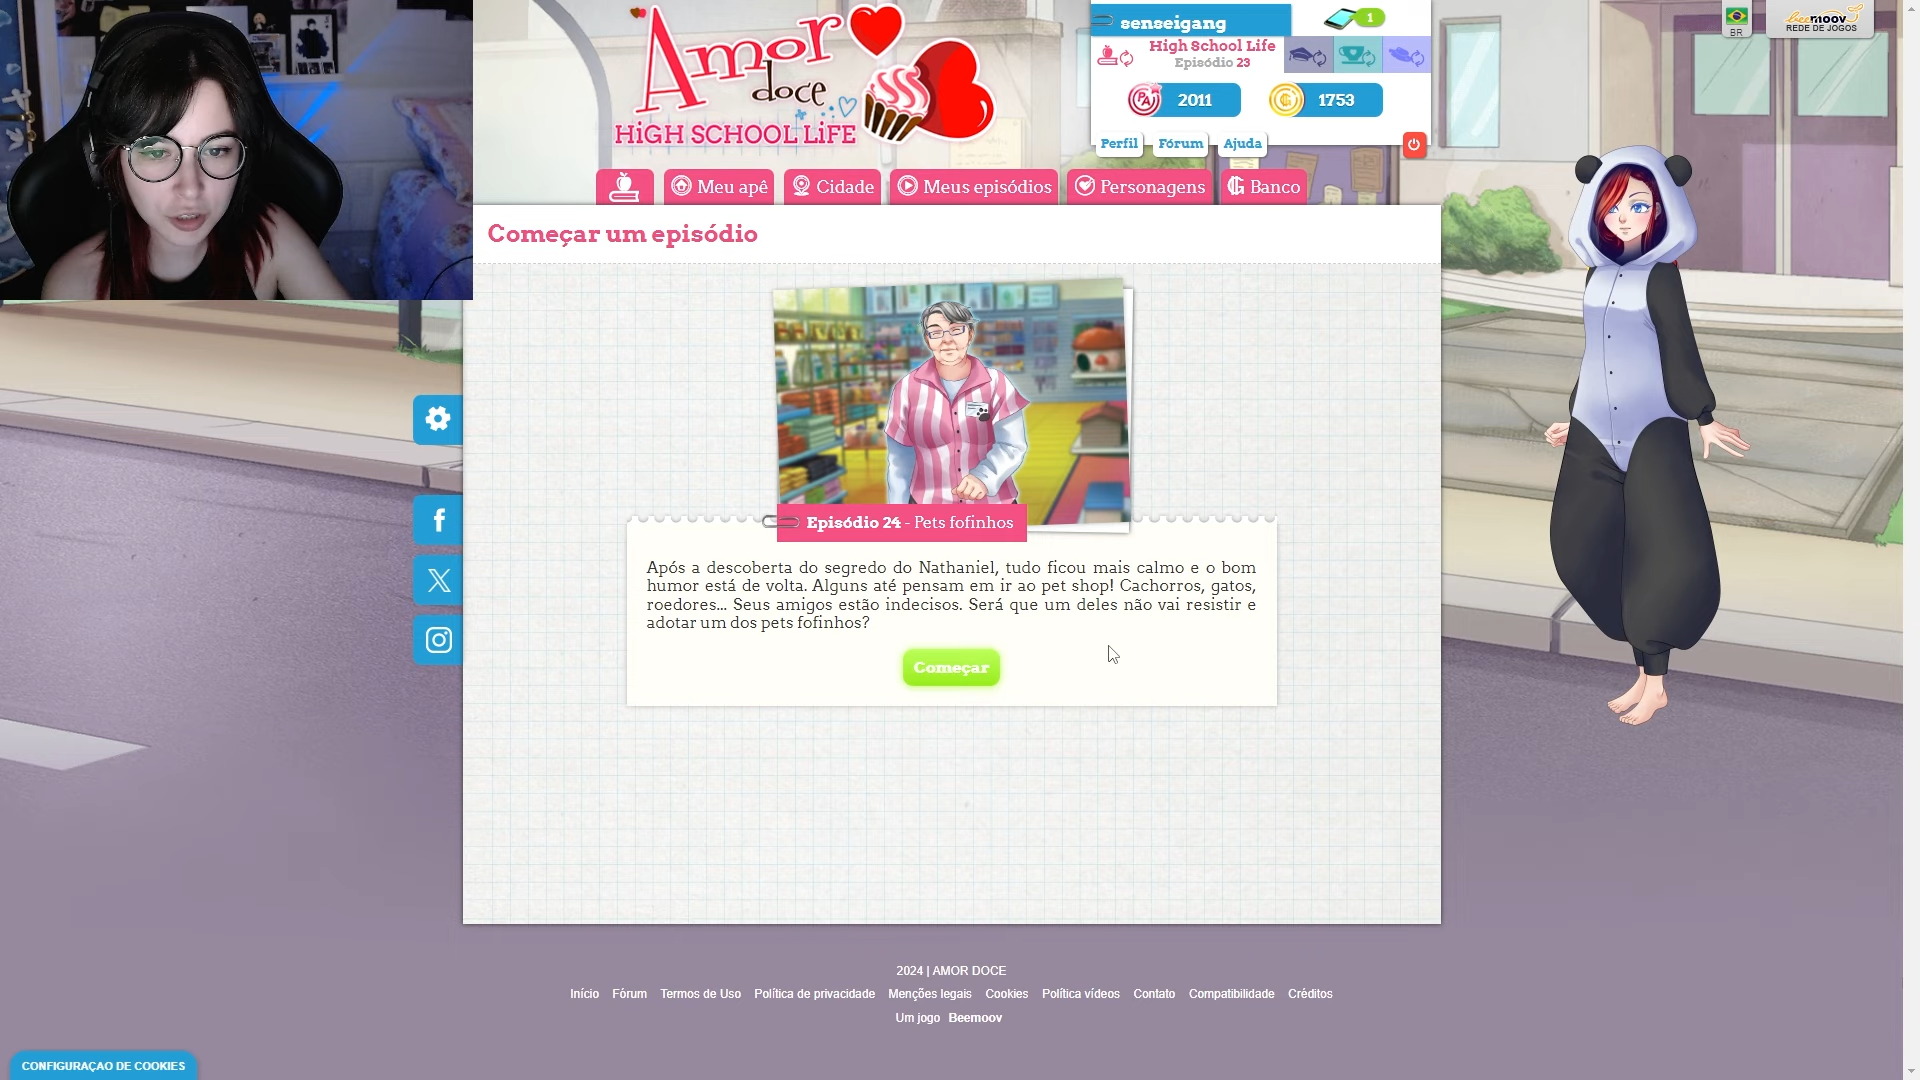 Amor
doce
HiGH SCHOOL LiFE
senseigang
1
High School Life
Episódio 23
PA
2011
1753
Perfil
Fórum
Ajuda
BR
beemoov
REDE DE JOGOS
Meu apê
Cidade
Meus episódios
Personagens
Banco
Começar um episódio
Episódio 24 - Pets fofinhos
Após a descoberta do segredo do Nathaniel, tudo ficou mais calmo e o bom
humor está de volta. Alguns até pensam em ir ao pet shop! Cachorros, gatos,
roedores... Seus amigos estão indecisos. Será que um deles não vai resistir e
adotar um dos pets fofinhos?
Começar
2024 | AMOR DOCE
Início Fórum Termos de Uso Política de privacidade Menções legais Cookies Política vídeos Contato Compatibilidade Créditos
Um jogo Beemoov
CONFIGURAÇAO DE COOKIES